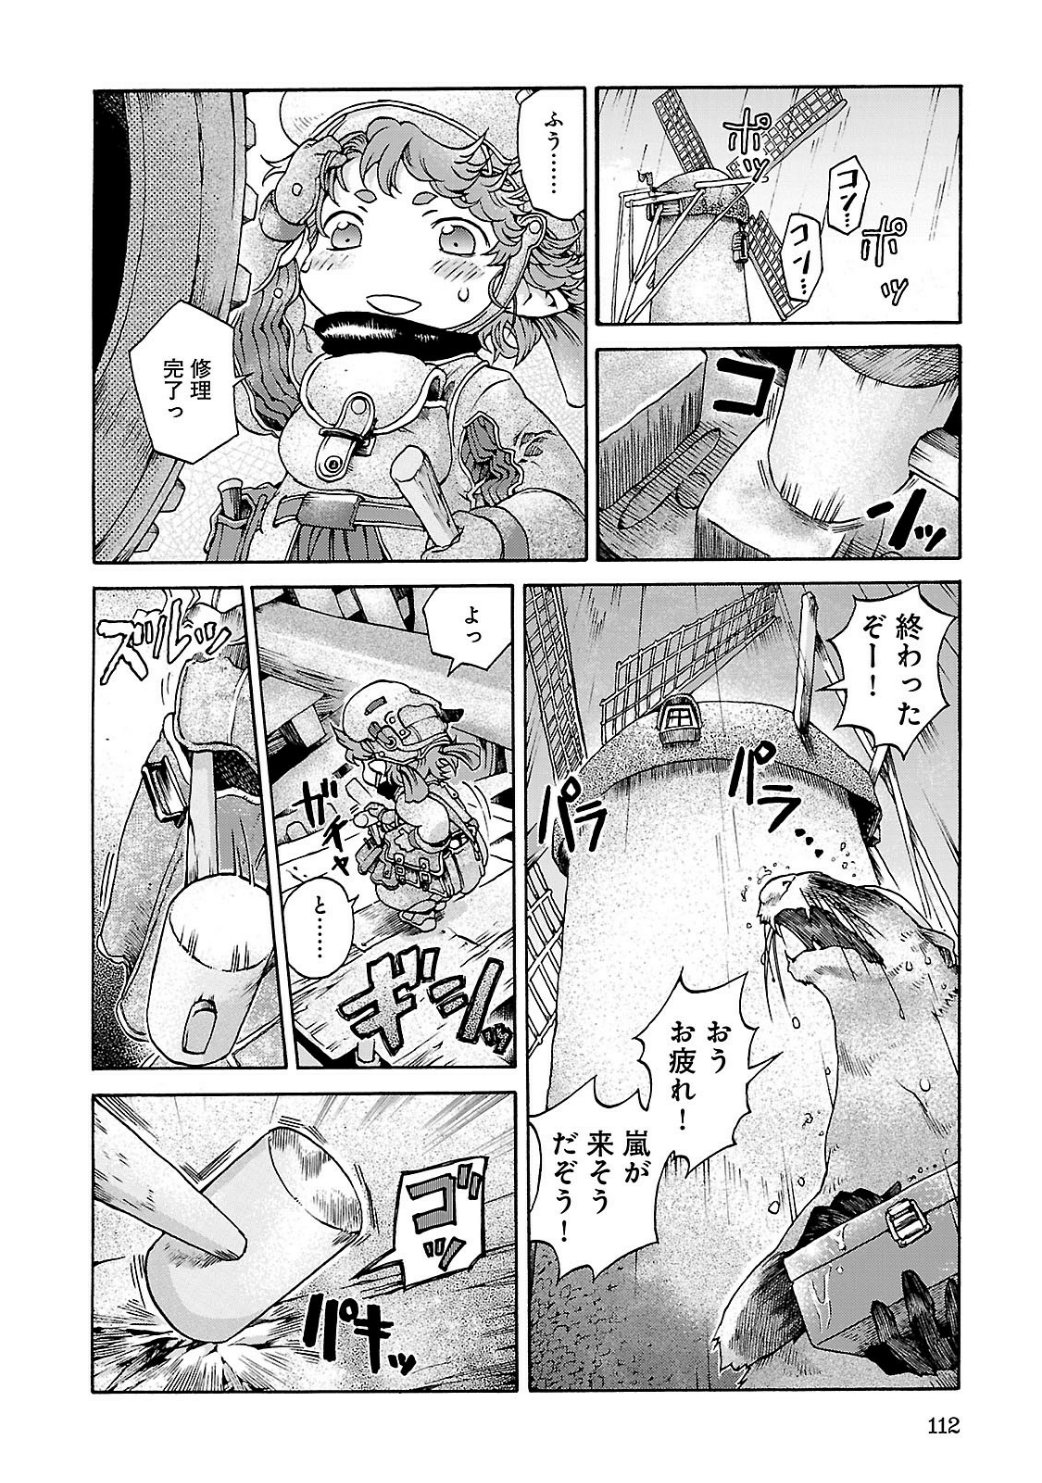 ポッ
コン…
コン…
ポッ
コンッ
ふう……
修理
完了っ
終わった
ぞー!
パラ
パラ…
おう
お疲れ!
嵐が
来そう
だぞう!
よっ
ガチャ
と……
ギシッ
ズルッ
ゴッ
パキッ
112